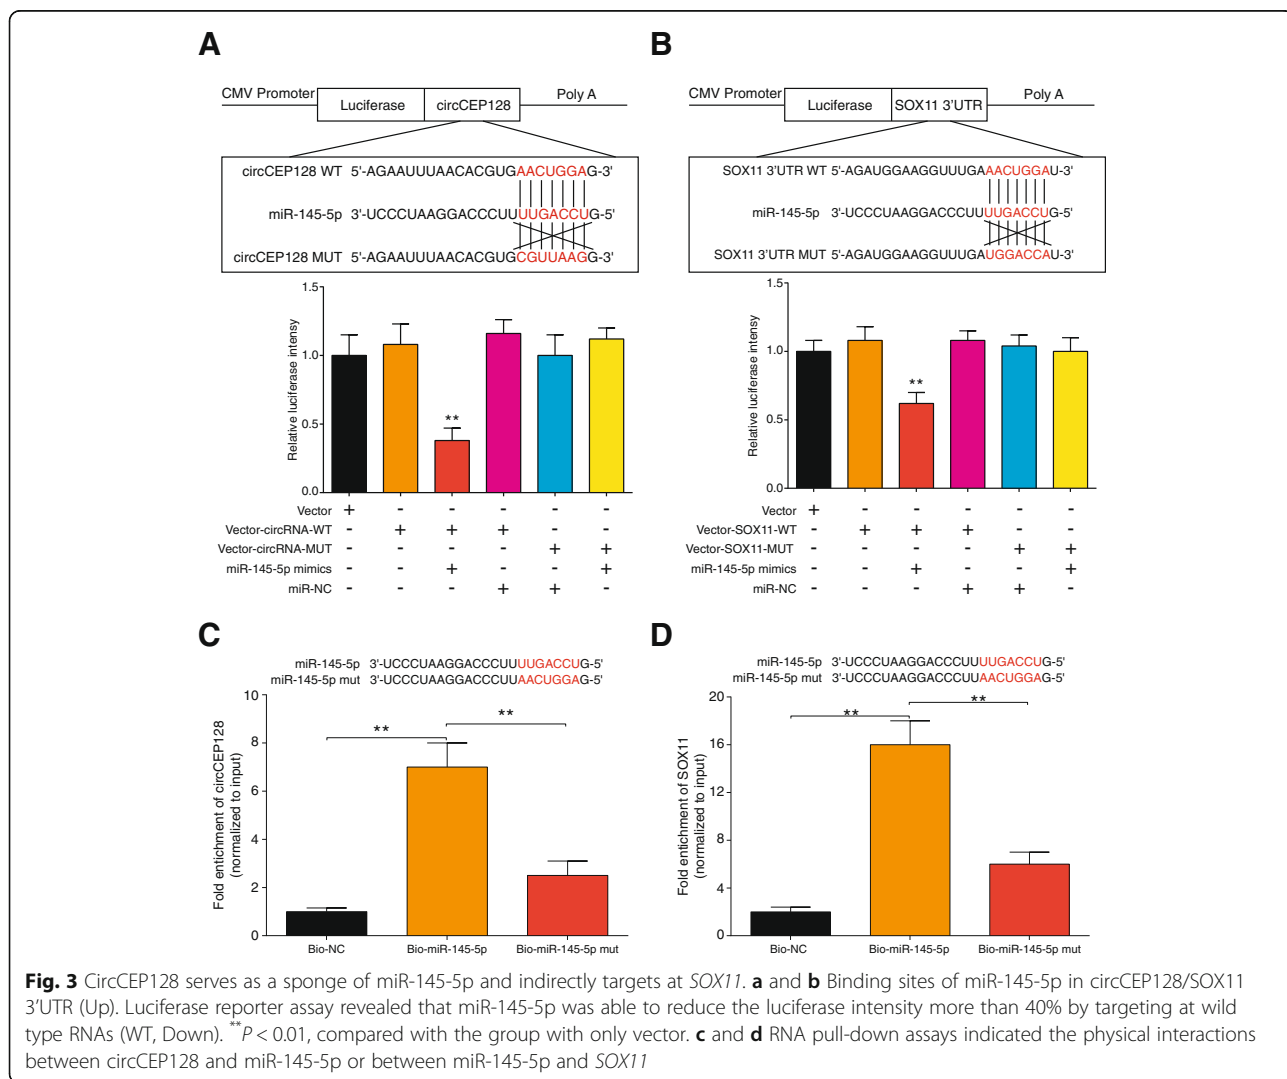 A
CMV Promoter Luciferase circCEP128 Poly A
circCEP128 WT 5'-AGAAUUUAACACGUGAACUGGAG-3'
miR-145-5p 3'-UCCCUAAGGACCCUUUUGACCUG-5'
circCEP128 MUT 5'-AGAAUUUAACACGUGCGUUAAGG-3'
Relative luciferase intensy
1.5
1.0
0.5
0.0
**
Vector + - - - - -
Vector-circRNA-WT - + + + - -
Vector-circRNA-MUT - - - - + +
miR-145-5p mimics - - + - - +
miR-NC - - - + + -
B
CMV Promoter Luciferase SOX11 3'UTR Poly A
SOX11 3'UTR WT 5'-AGAUGGAAGGUUUGAAACUGGAU-3'
miR-145-5p 3'-UCCCUAAGGACCCUUUUGACCUG-5'
SOX11 3'UTR MUT 5'-AGAUGGAAGGUUUGAUGGACCAU-3'
Relative luciferase intensy
1.5
1.0
0.5
0.0
**
Vector + - - - - -
Vector-SOX11-WT - + + + - -
Vector-SOX11-MUT - - - - + +
miR-145-5p mimics - - + - - +
miR-NC - - - + + -
C
miR-145-5p 3'-UCCCUAAGGACCCUUUUGACCUG-5'
miR-145-5p mut 3'-UCCCUAAGGACCCUUAACUGGAG-5'
Fold entichment of circCEP128
(normalized to input)
10
8
6
4
2
0
** **
Bio-NC Bio-miR-145-5p Bio-miR-145-5p mut
D
miR-145-5p 3'-UCCCUAAGGACCCUUUUGACCUG-5'
miR-145-5p mut 3'-UCCCUAAGGACCCUUAACUGGAG-5'
Fold entichment of SOX11
(normalized to input)
20
16
12
8
4
0
** **
Bio-NC Bio-miR-145-5p Bio-miR-145-5p mut
Fig. 3 CircCEP128 serves as a sponge of miR-145-5p and indirectly targets at SOX11. a and b Binding sites of miR-145-5p in circCEP128/SOX11
3'UTR (Up). Luciferase reporter assay revealed that miR-145-5p was able to reduce the luciferase intensity more than 40% by targeting at wild
type RNAs (WT, Down). **P < 0.01, compared with the group with only vector. c and d RNA pull-down assays indicated the physical interactions
between circCEP128 and miR-145-5p or between miR-145-5p and SOX11